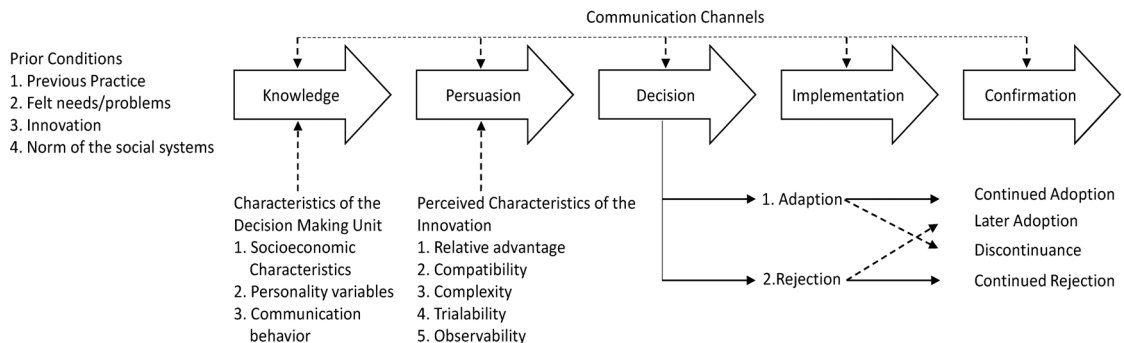 Communication Channels
Prior Conditions
1. Previous Practice
2. Felt needs/problems
3. Innovation
4. Norm of the social systems
Knowledge
Persuasion
Decision
Implementation
Confirmation
Characteristics of the
Decision Making Unit
1. Socioeconomic
Characteristics
2. Personality variables
3. Communication
behavior
Perceived Characteristics of the
Innovation
1. Relative advantage
2. Compatibility
3. Complexity
4. Trialability
5. Observability
1. Adaption
2.Rejection
Continued Adoption
Later Adoption
Discontinuance
Continued Rejection